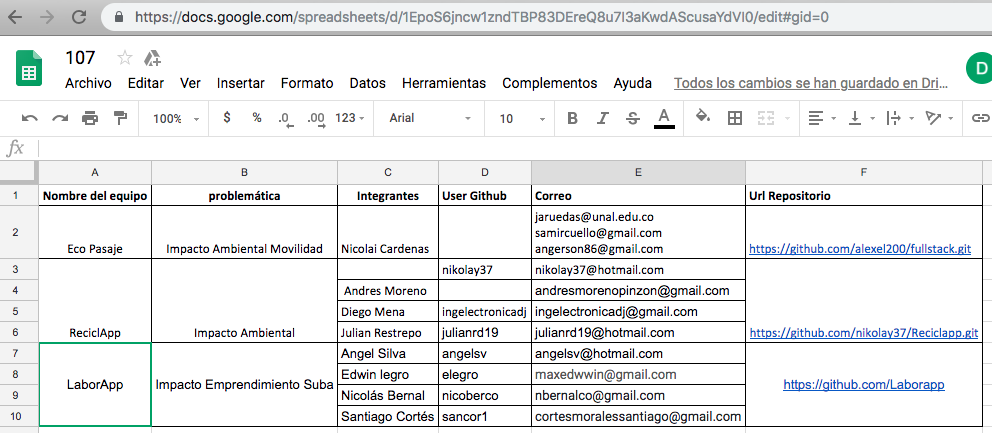 https://docs.google.com/spreadsheets/d/1EpoS6jncw1zndTBP83DEreQ8u7l3aKwdAScusaYdVI0/edit#gid=0
107
Archivo Editar Ver Insertar Formato Datos Herramientas Complementos Ayuda Todos los cambios se han guardado en Dri...
D
100% $ % .0 .00 123 Arial 10 B I S A
fx
A B C D E F
1 Nombre del equipo problemática Integrantes User Github Correo Url Repositorio
jaruedas@unal.edu.co
samircuello@gmail.com
2 Eco Pasaje Impacto Ambiental Movilidad Nicolai Cardenas angerson86@gmail.com https://github.com/alexel200/fullstack.git
3 nikolay37 nikolay37@hotmail.com
4 Andres Moreno andresmorenopinzon@gmail.com
5 Diego Mena ingelectronicadj ingelectronicadj@gmail.com
6 ReciclApp Impacto Ambiental Julian Restrepo julianrd19 julianrd19@hotmail.com https://github.com/nikolay37/Reciclapp.git
7 Angel Silva angelsv angelsv@hotmail.com
8 Edwin legro elegro maxedwwin@gmail.com
LaborApp Impacto Emprendimiento Suba https://github.com/Laborapp
9 Nicolás Bernal nicoberco nbernalco@gmail.com
10 Santiago Cortés sancor1 cortesmoralessantiago@gmail.com